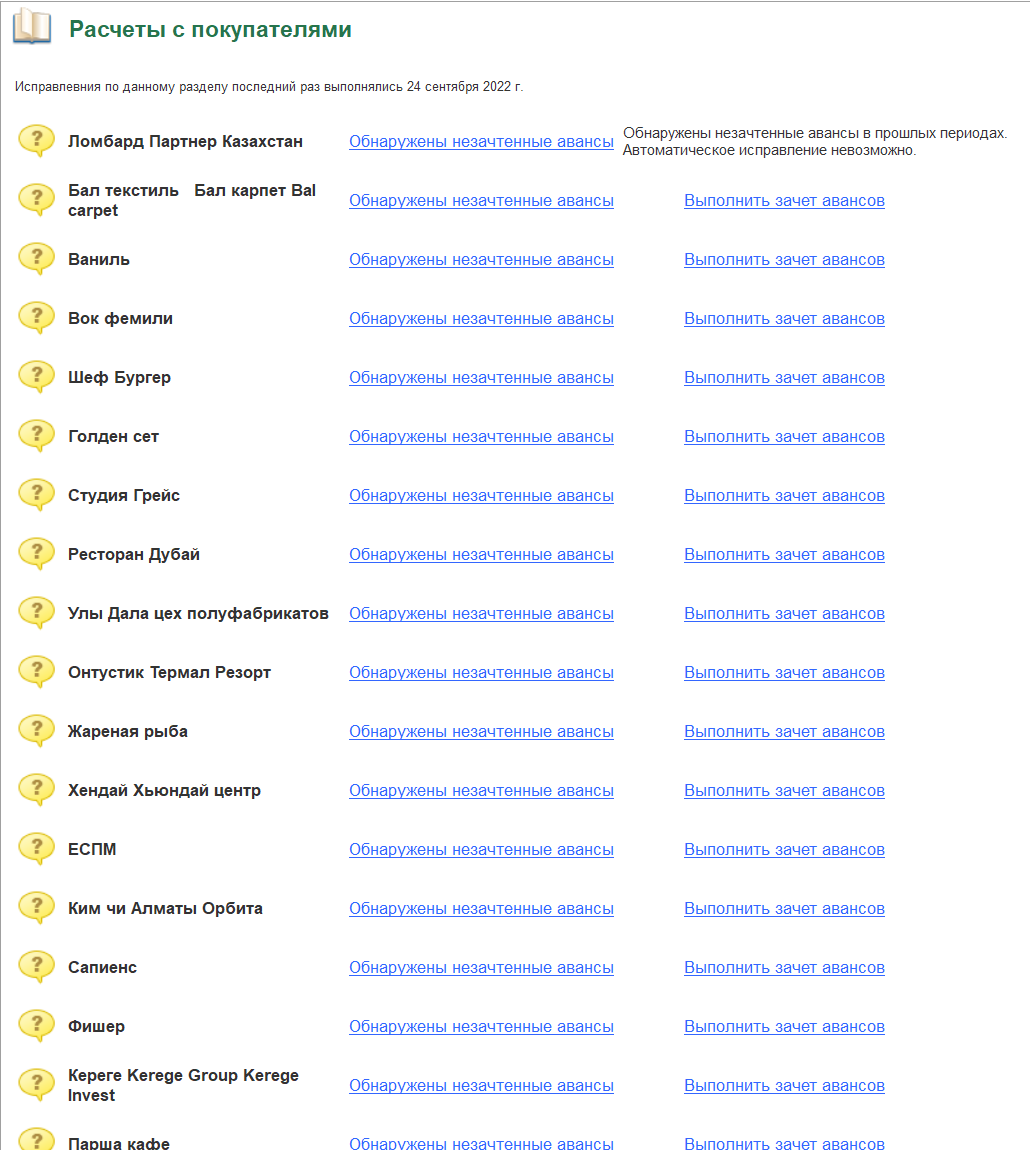 Расчеты с покупателями
Исправлевния по данному разделу последний раз выполнялись 24 сентября 2022 г.
Ломбард Партнер Казахстан Обнаружены незачтенные авансы Обнаружены незачтенные авансы в прошлых периодах.
Автоматическое исправление невозможно.
Бал текстиль Бал карпет Bal
carpet Обнаружены незачтенные авансы Выполнить зачет авансов
Ваниль Обнаружены незачтенные авансы Выполнить зачет авансов
Вок фемили Обнаружены незачтенные авансы Выполнить зачет авансов
Шеф Бургер Обнаружены незачтенные авансы Выполнить зачет авансов
Голден сет Обнаружены незачтенные авансы Выполнить зачет авансов
Студия Грейс Обнаружены незачтенные авансы Выполнить зачет авансов
Ресторан Дубай Обнаружены незачтенные авансы Выполнить зачет авансов
Улы Дала цех полуфабрикатов Обнаружены незачтенные авансы Выполнить зачет авансов
Онтустик Термал Резорт Обнаружены незачтенные авансы Выполнить зачет авансов
Жареная рыба Обнаружены незачтенные авансы Выполнить зачет авансов
Хендай Хьюндай центр Обнаружены незачтенные авансы Выполнить зачет авансов
ЕСПМ Обнаружены незачтенные авансы Выполнить зачет авансов
Ким чи Алматы Орбита Обнаружены незачтенные авансы Выполнить зачет авансов
Сапиенс Обнаружены незачтенные авансы Выполнить зачет авансов
Фишер Обнаружены незачтенные авансы Выполнить зачет авансов
Кереге Kerege Group Kerege
Invest Обнаружены незачтенные авансы Выполнить зачет авансов
Парша кафе Обнаружены незачтенные авансы Выполнить зачет авансов